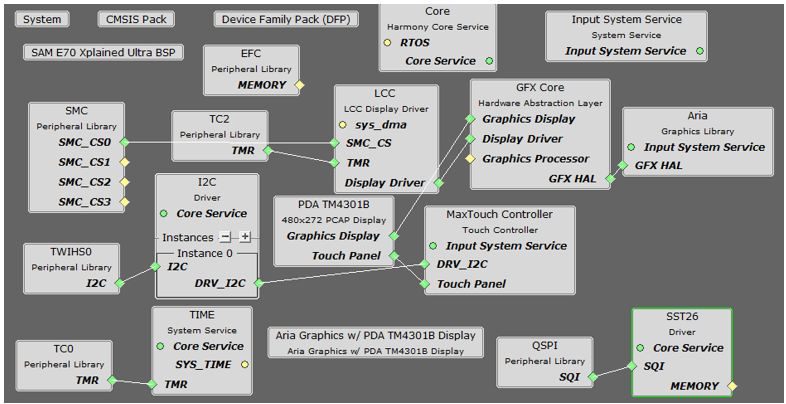 System
CMSIS Pack
Device Family Pack (DFP)
Core
Harmony Core Service
RTOS
Core Service
Input System Service
System Service
Input System Service
SAM E70 Xplained Ultra BSP
EFC
Peripheral Library
MEMORY
SMC
Peripheral Library
SMC_CS0
SMC_CS1
SMC_CS2
SMC_CS3
TC2
Peripheral Library
TMR
LCC
LCC Display Driver
sys_dma
SMC_CS
TMR
Display Driver
GFX Core
Hardware Abstraction Layer
Graphics Display
Display Driver
Graphics Processor
GFX HAL
Aria
Graphics Library
Input System Service
GFX HAL
I2C
Driver
Core Service
Instances
Instance 0
I2C
DRV_I2C
PDA TM4301B
480x272 PCAP Display
Graphics Display
Touch Panel
MaxTouch Controller
Touch Controller
Input System Service
DRV_I2C
Touch Panel
TWIHS0
Peripheral Library
I2C
TIME
System Service
Core Service
SYS_TIME
TMR
TC0
Peripheral Library
TMR
Aria Graphics w/ PDA TM4301B Display
Aria Graphics w/ PDA TM4301B Display
QSPI
Peripheral Library
SQI
SST26
Driver
Core Service
SQI
MEMORY